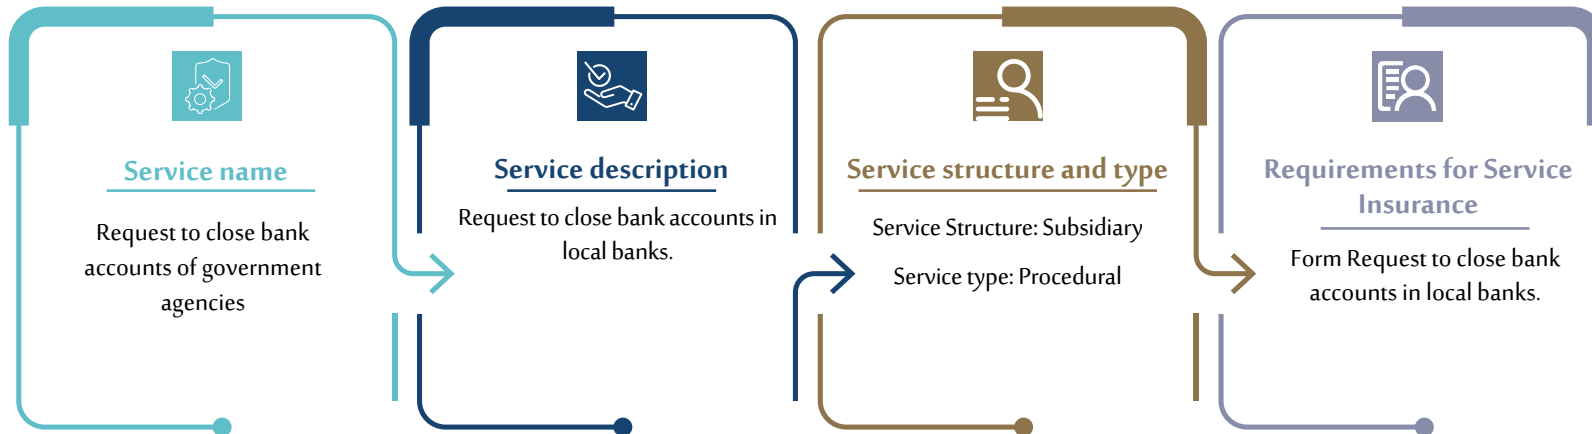 Service name
Request to close bank
accounts of government
agencies
Service description
Request to close bank accounts in
local banks.
Service structure and type
Service Structure: Subsidiary
Service type: Procedural
Requirements for Service
Insurance
Form Request to close bank
accounts in local banks.